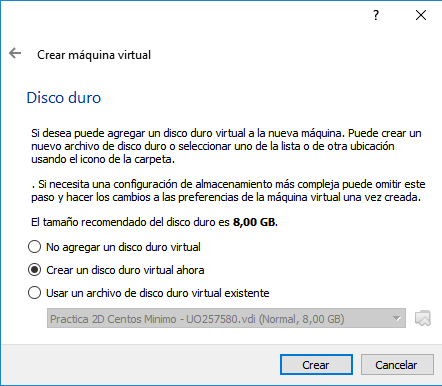 ?
Crear máquina virtual
Disco duro
Si desea puede agregar un disco duro virtual a la nueva máquina. Puede crear un
nuevo archivo de disco duro o seleccionar uno de la lista o de otra ubicación
usando el icono de la carpeta.
. Si necesita una configuración de almacenamiento más compleja puede omitir este
paso y hacer los cambios a las preferencias de la máquina virtual una vez creada.
El tamaño recomendado del disco duro es 8,00 GB.
No agregar un disco duro virtual
Crear un disco duro virtual ahora
Usar un archivo de disco duro virtual existente
Practica 2D Centos Minimo - UO257580.vdi (Normal, 8,00 GB)
Crear
Cancelar